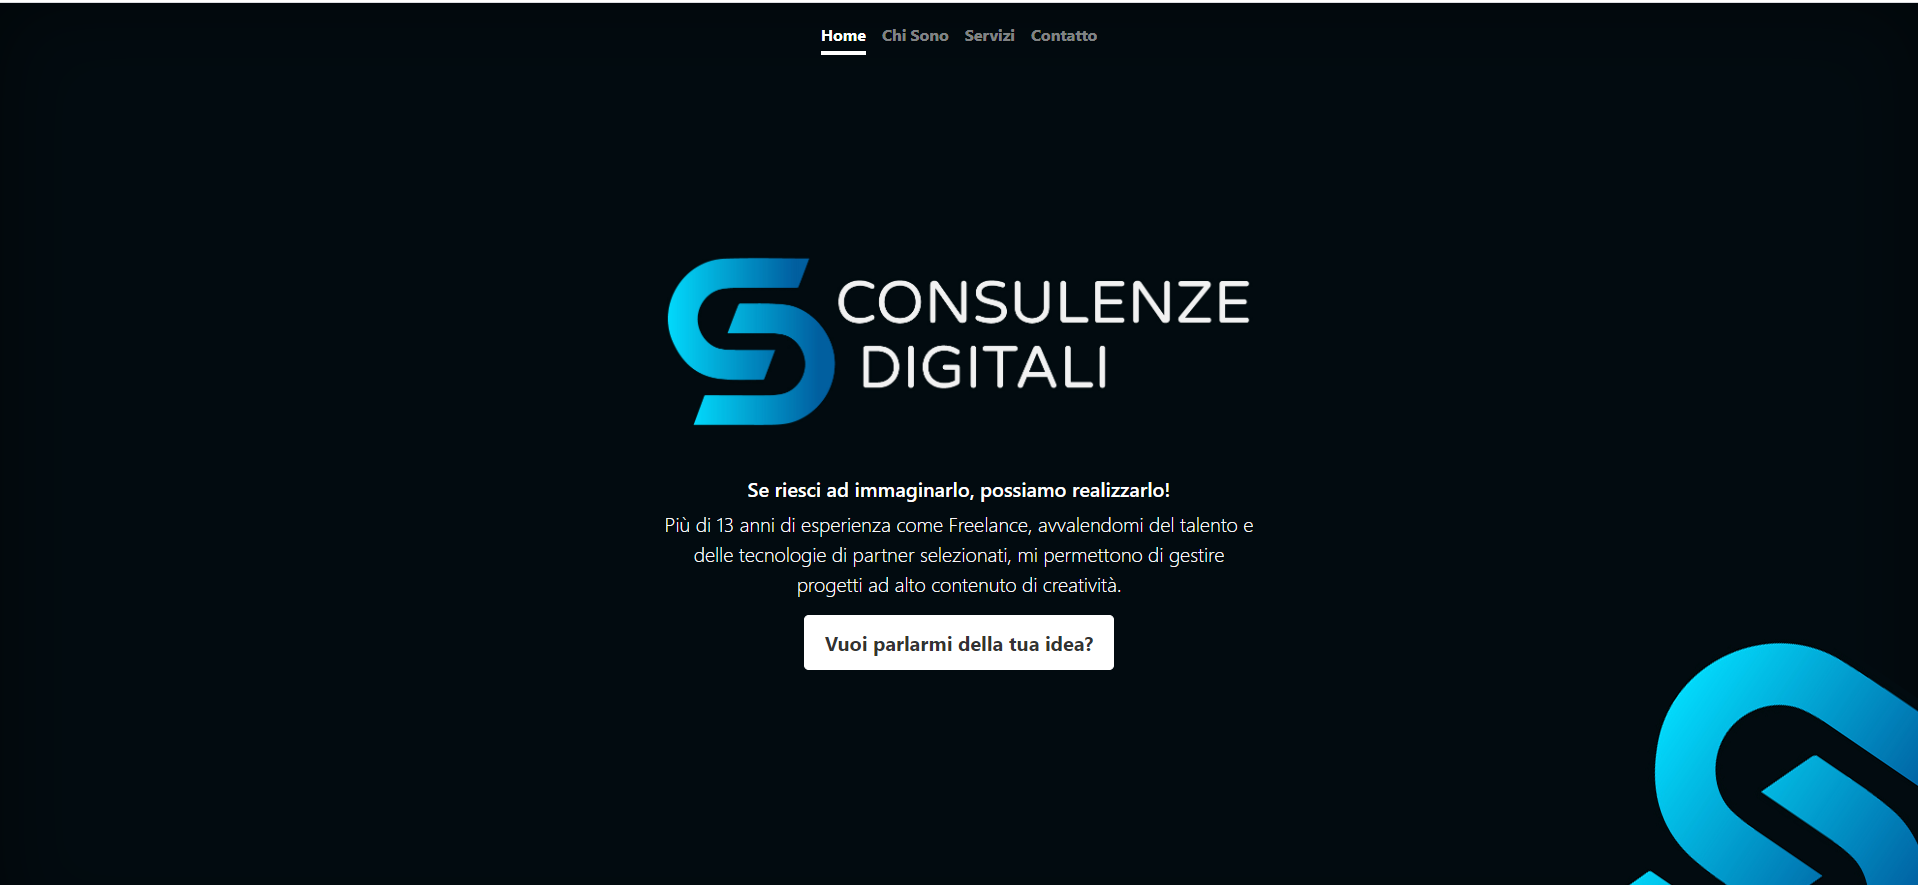 Home Chi Sono Servizi Contatto
CONSULENZE
DIGITALI
Se riesci ad immaginarlo, possiamo realizzarlo!
Più di 13 anni di esperienza come Freelance, avvalendomi del talento e
delle tecnologie di partner selezionati, mi permettono di gestire
progetti ad alto contenuto di creatività.
Vuoi parlarmi della tua idea?